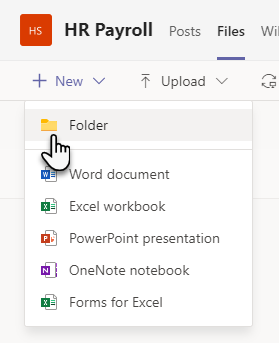 HS HR Payroll Posts Files
New Upload
Folder
Word document
Excel workbook
PowerPoint presentation
OneNote notebook
Forms for Excel